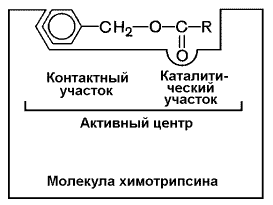 CH₂—O—C—R
O
Контактный Каталити-
участок ческий
участок
Активный центр
Молекула химотрипсина